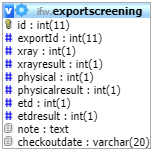 ifw.exportscreening
id : int(11)
exportId : int(11)
xray : int(1)
xrayresult : int(1)
physical : int(1)
physicalresult : int(1)
etd : int(1)
etdresult : int(1)
note : text
checkoutdate : varchar(20)